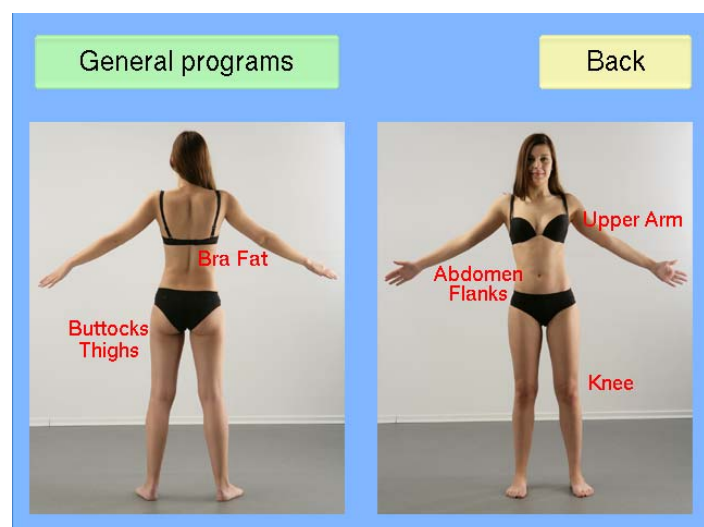 General programs
Back
Bra Fat
Buttocks
Thighs
Upper Arm
Abdomen
Flanks
Knee